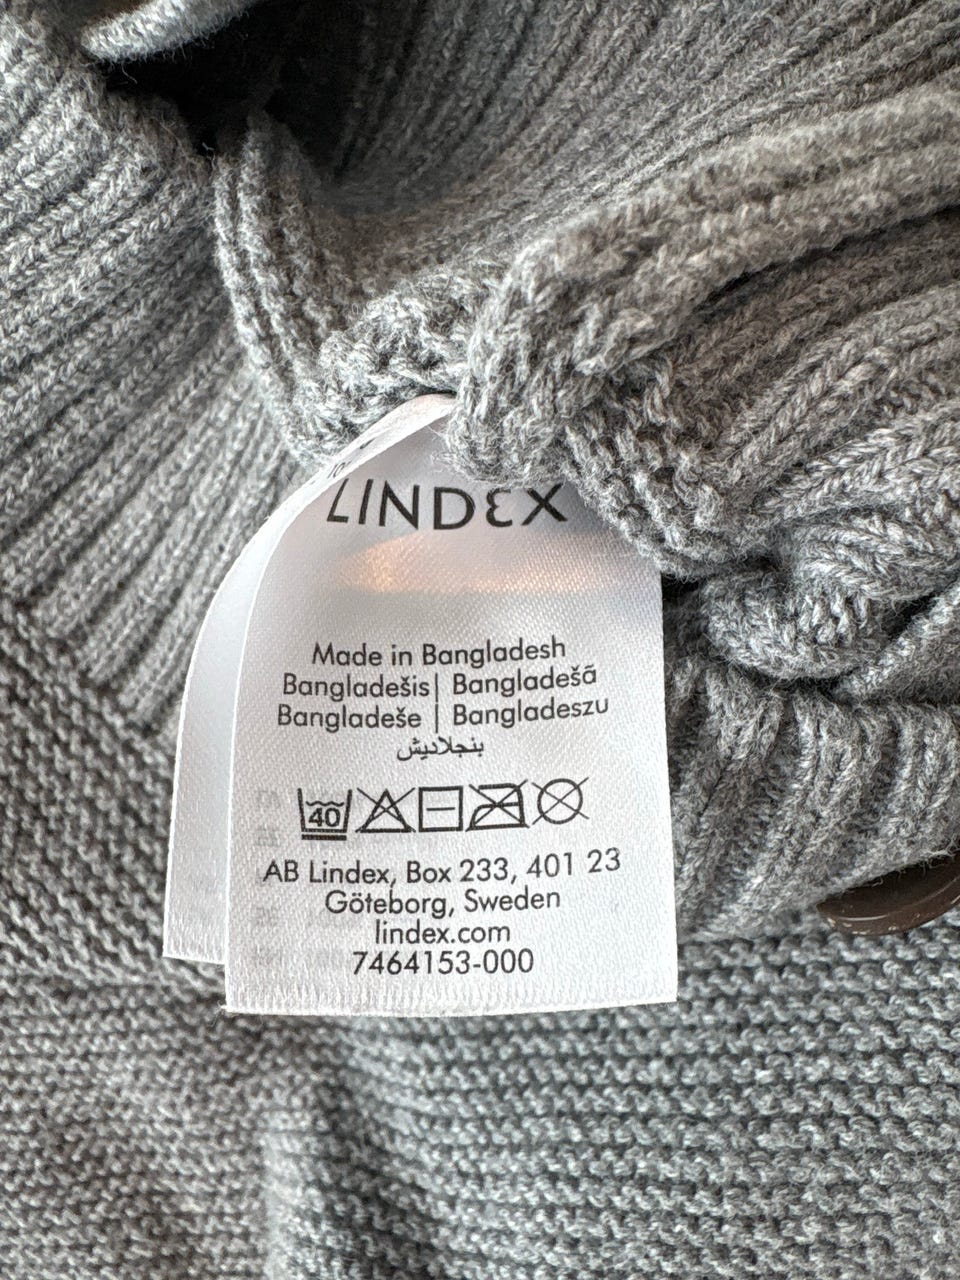 LINDEX
Made in Bangladesh
Bangladešis | Bangladešā
Bangladeše | Bangladeszu
بنجلاديش
40
AB Lindex, Box 233, 401 23
Göteborg, Sweden
lindex.com
7464153-000